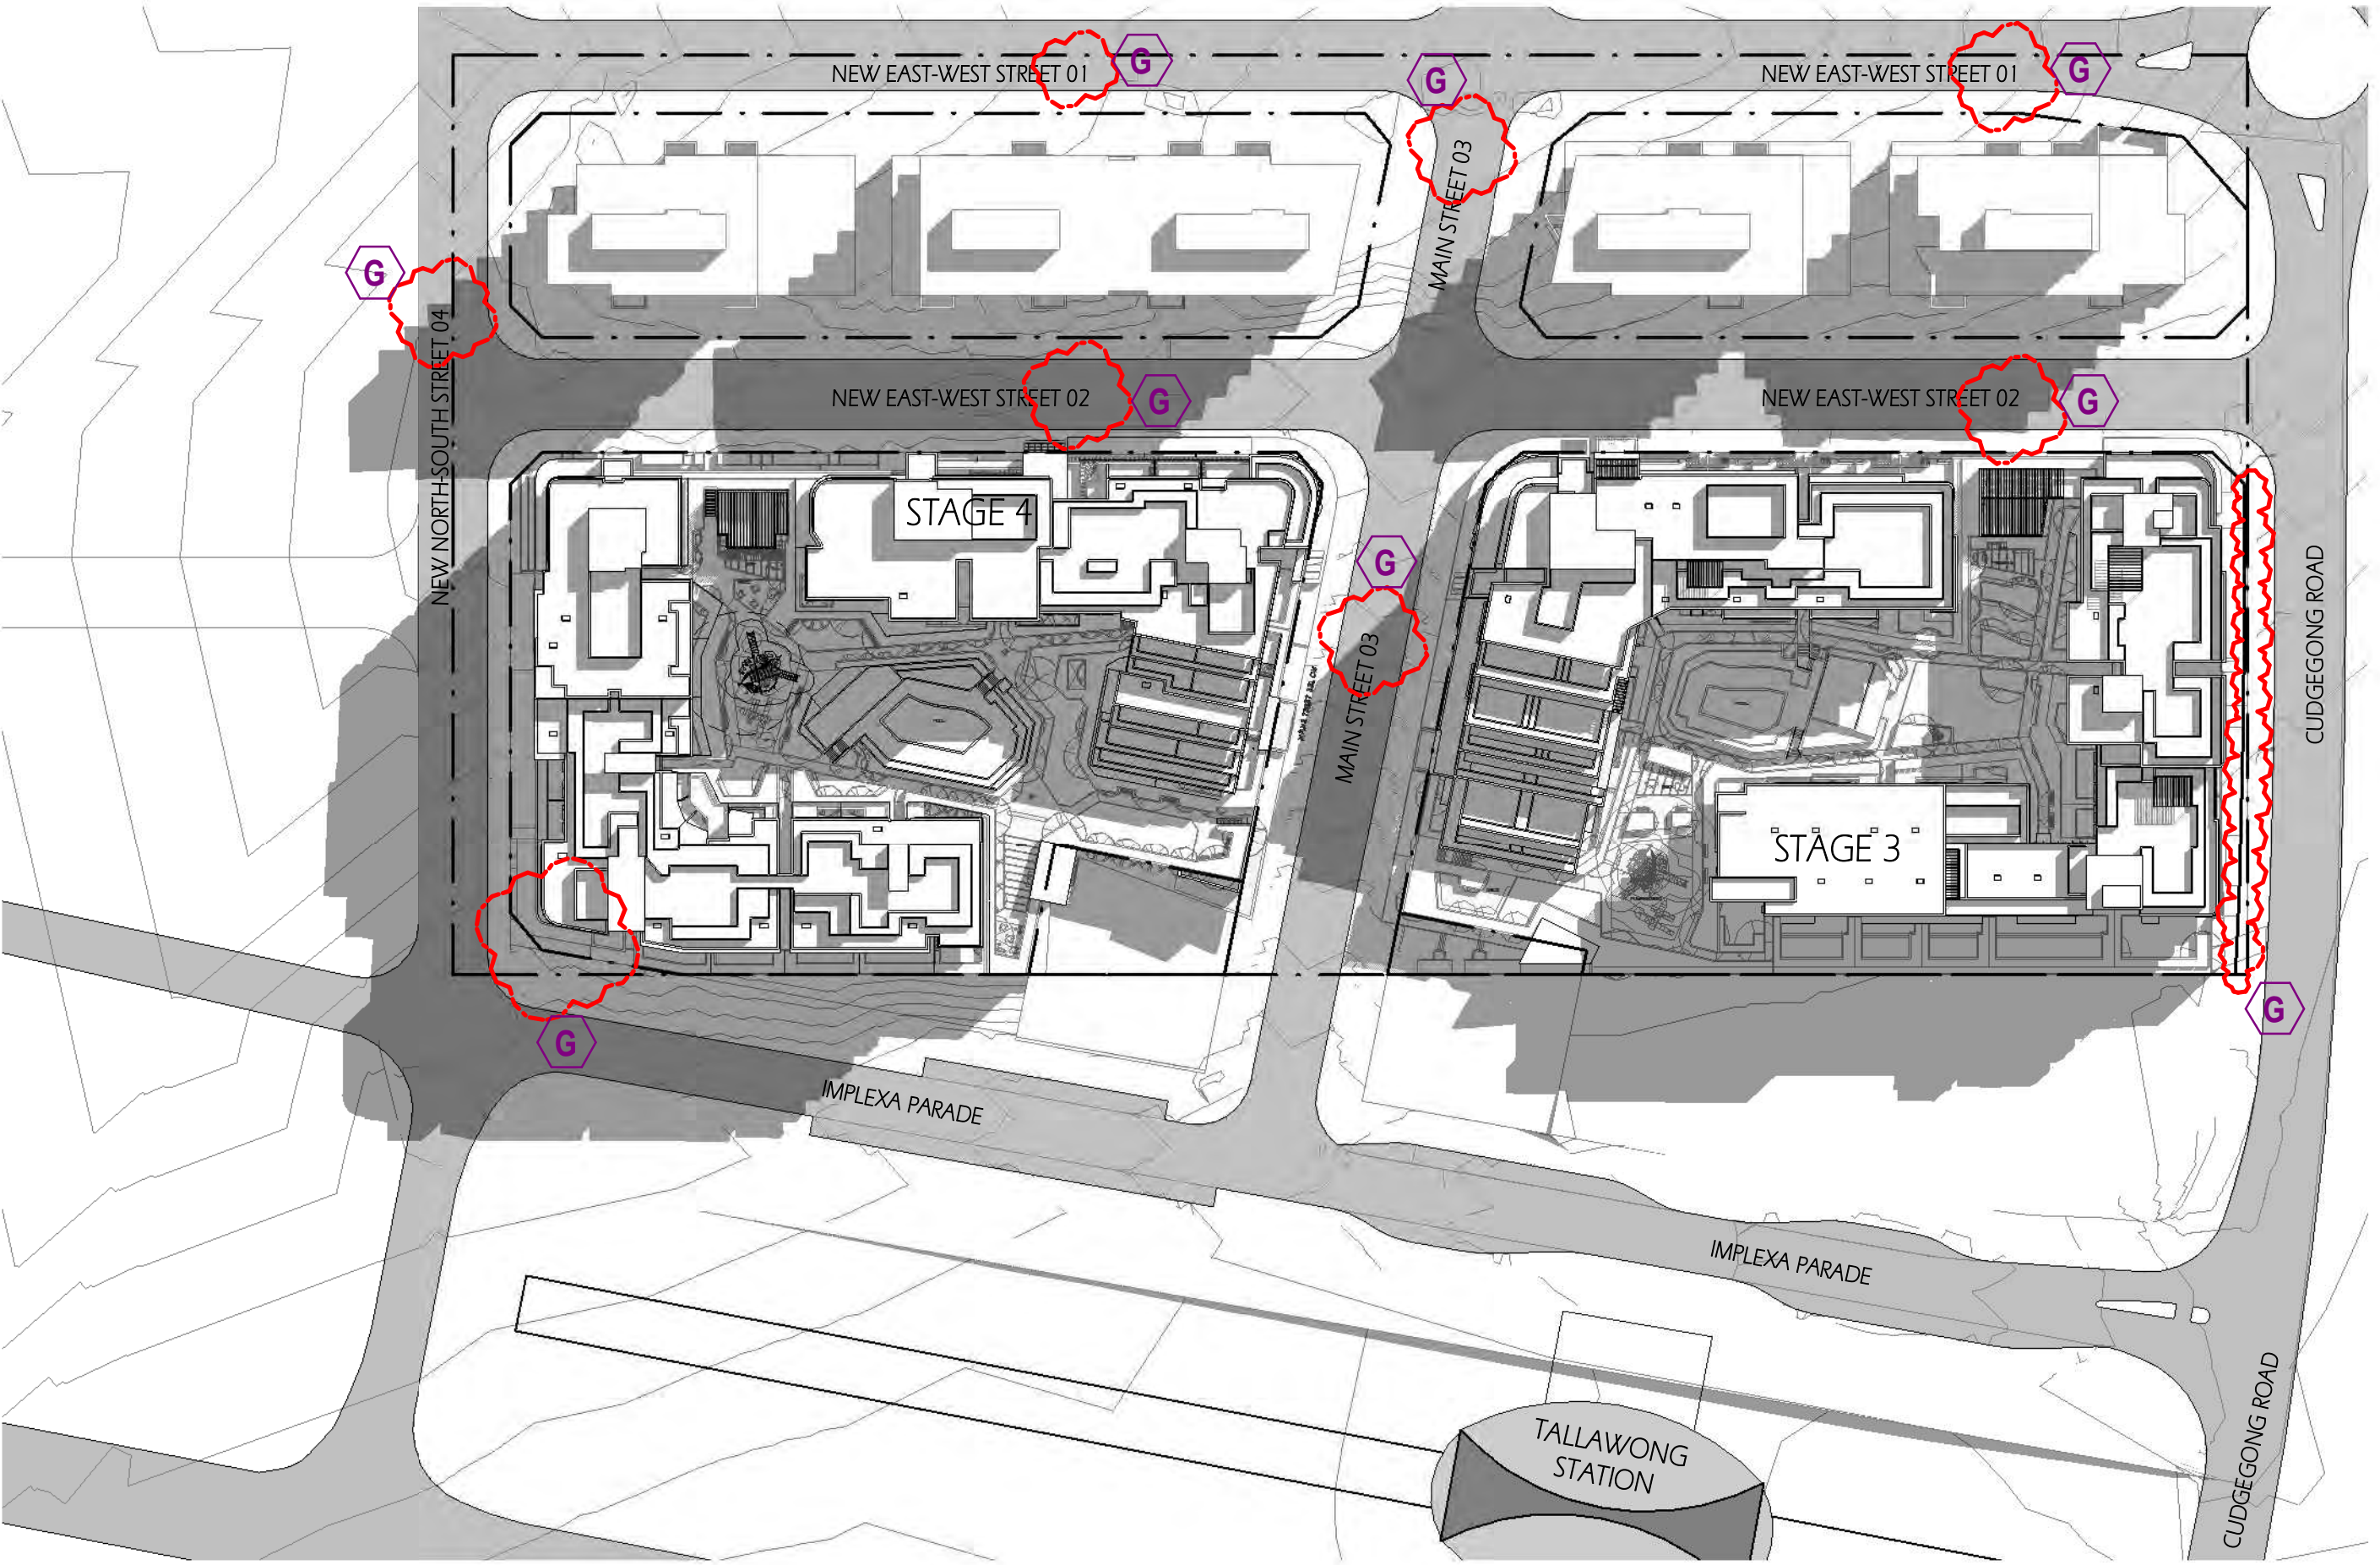 NEW EAST-WEST STREET 01
G
G
NEW EAST-WEST STREET 01
G
MAIN STREET 03
G
NEW NORTH-SOUTH STREET 04
NEW EAST-WEST STREET 02
G
NEW EAST-WEST STREET 02
G
STAGE 4
G
MAIN STREET 03
CUDGEGONG ROAD
STAGE 3
G
G
IMPLEXA PARADE
IMPLEXA PARADE
TALLAWONG
STATION
CUDGEGONG ROAD